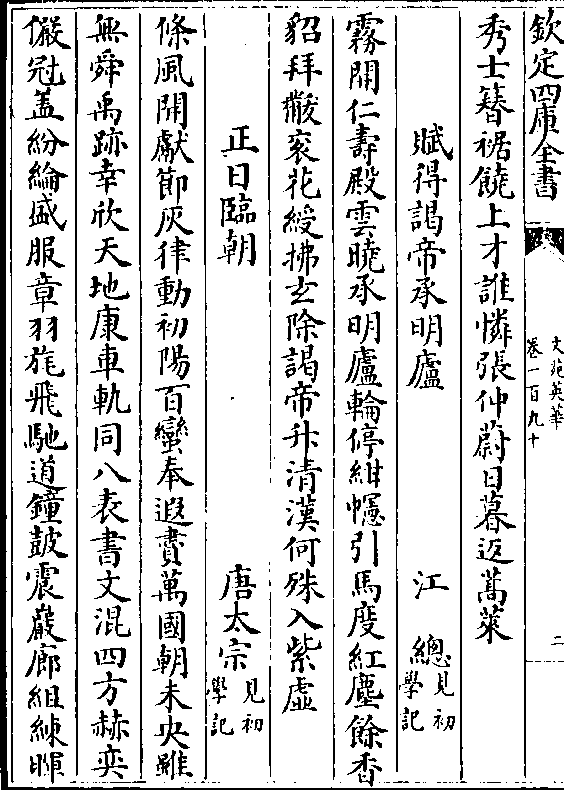 欽定四庫全書
文苑英華
卷一百九十
二
秀士簪裾饒上才誰憐張仲蔚日暮返蒿萊
賦得謁帝承明廬
江總
見初學記
霧開仁壽殿雲曉承明廬輪停紺幰引馬度紅塵餘香
貂拜黻衮花綬拂玄除謁帝升清漢何殊入紫虛
正日臨朝
唐太宗
見初學記
條風開獻節灰律動初陽百蠻奉遐賮萬國朝未央雖
無舜禹跡幸欣天地康車軌同八表書文混四方赫奕
儼冠盖紛綸盛服章羽旄飛馳道鐘鼓震巖廊組練暉